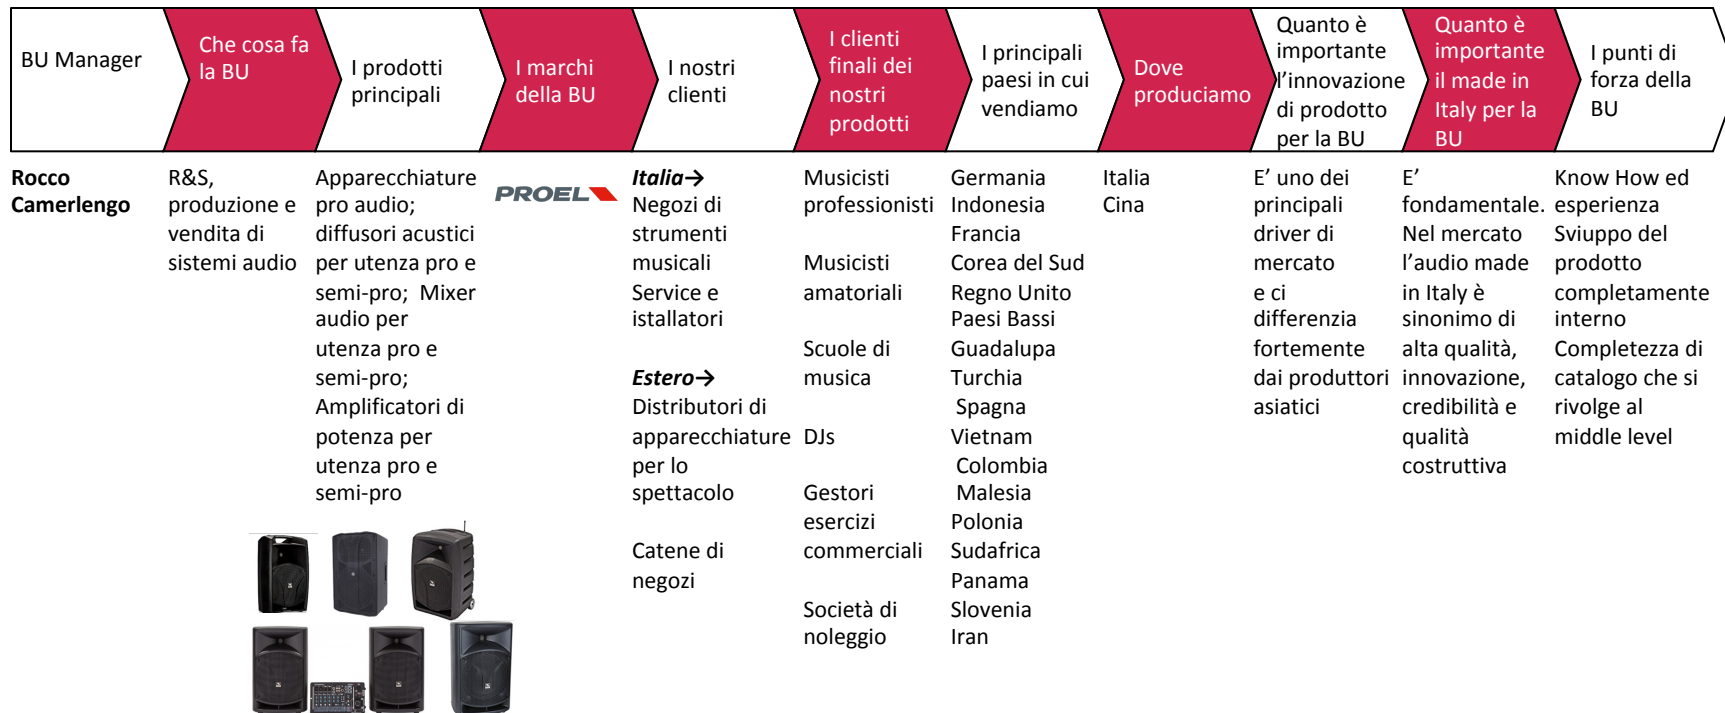 BU Manager
Che cosa fa
la BU
I prodotti
principali
I marchi
della BU
I nostri
clienti
I clienti
finali dei
nostri
prodotti
I principali
paesi in cui
vendiamo
Dove
produciamo
Quanto è
importante
l’innovazione
di prodotto
per la BU
Quanto è
importante
il made in
Italy per la
BU
I punti di
forza della
BU
Rocco
Camerlengo
R&S,
produzione e
vendita di
sistemi audio
Apparecchiature
pro audio;
diffusori acustici
per utenza pro e
semi-pro; Mixer
audio per
utenza pro e
semi-pro;
Amplificatori di
potenza per
utenza pro e
semi-pro
PROEL
Italia→
Negozi di
strumenti
musicali
Service e
istallatori
Estero→
Distributori di
apparecchiature
per lo
spettacolo
Catene di
negozi
Musicisti
professionisti
Musicisti
amatoriali
Scuole di
musica
DJs
Gestori
esercizi
commerciali
Società di
noleggio
Germania
Indonesia
Francia
Corea del Sud
Regno Unito
Paesi Bassi
Guadalupa
Turchia
Spagna
Vietnam
Colombia
Malesia
Polonia
Sudafrica
Panama
Slovenia
Iran
Italia
Cina
E’ uno dei
principali
driver di
mercato
e ci
differenzia
fortemente
dai produttori
asiatici
E’
fondamentale.
Nel mercato
l’audio made
in Italy è
sinonimo di
alta qualità,
innovazione,
credibilità e
qualità
costruttiva
Know How ed
esperienza
Sviuppo del
prodotto
completamente
interno
Completezza di
catalogo che si
rivolge al
middle level